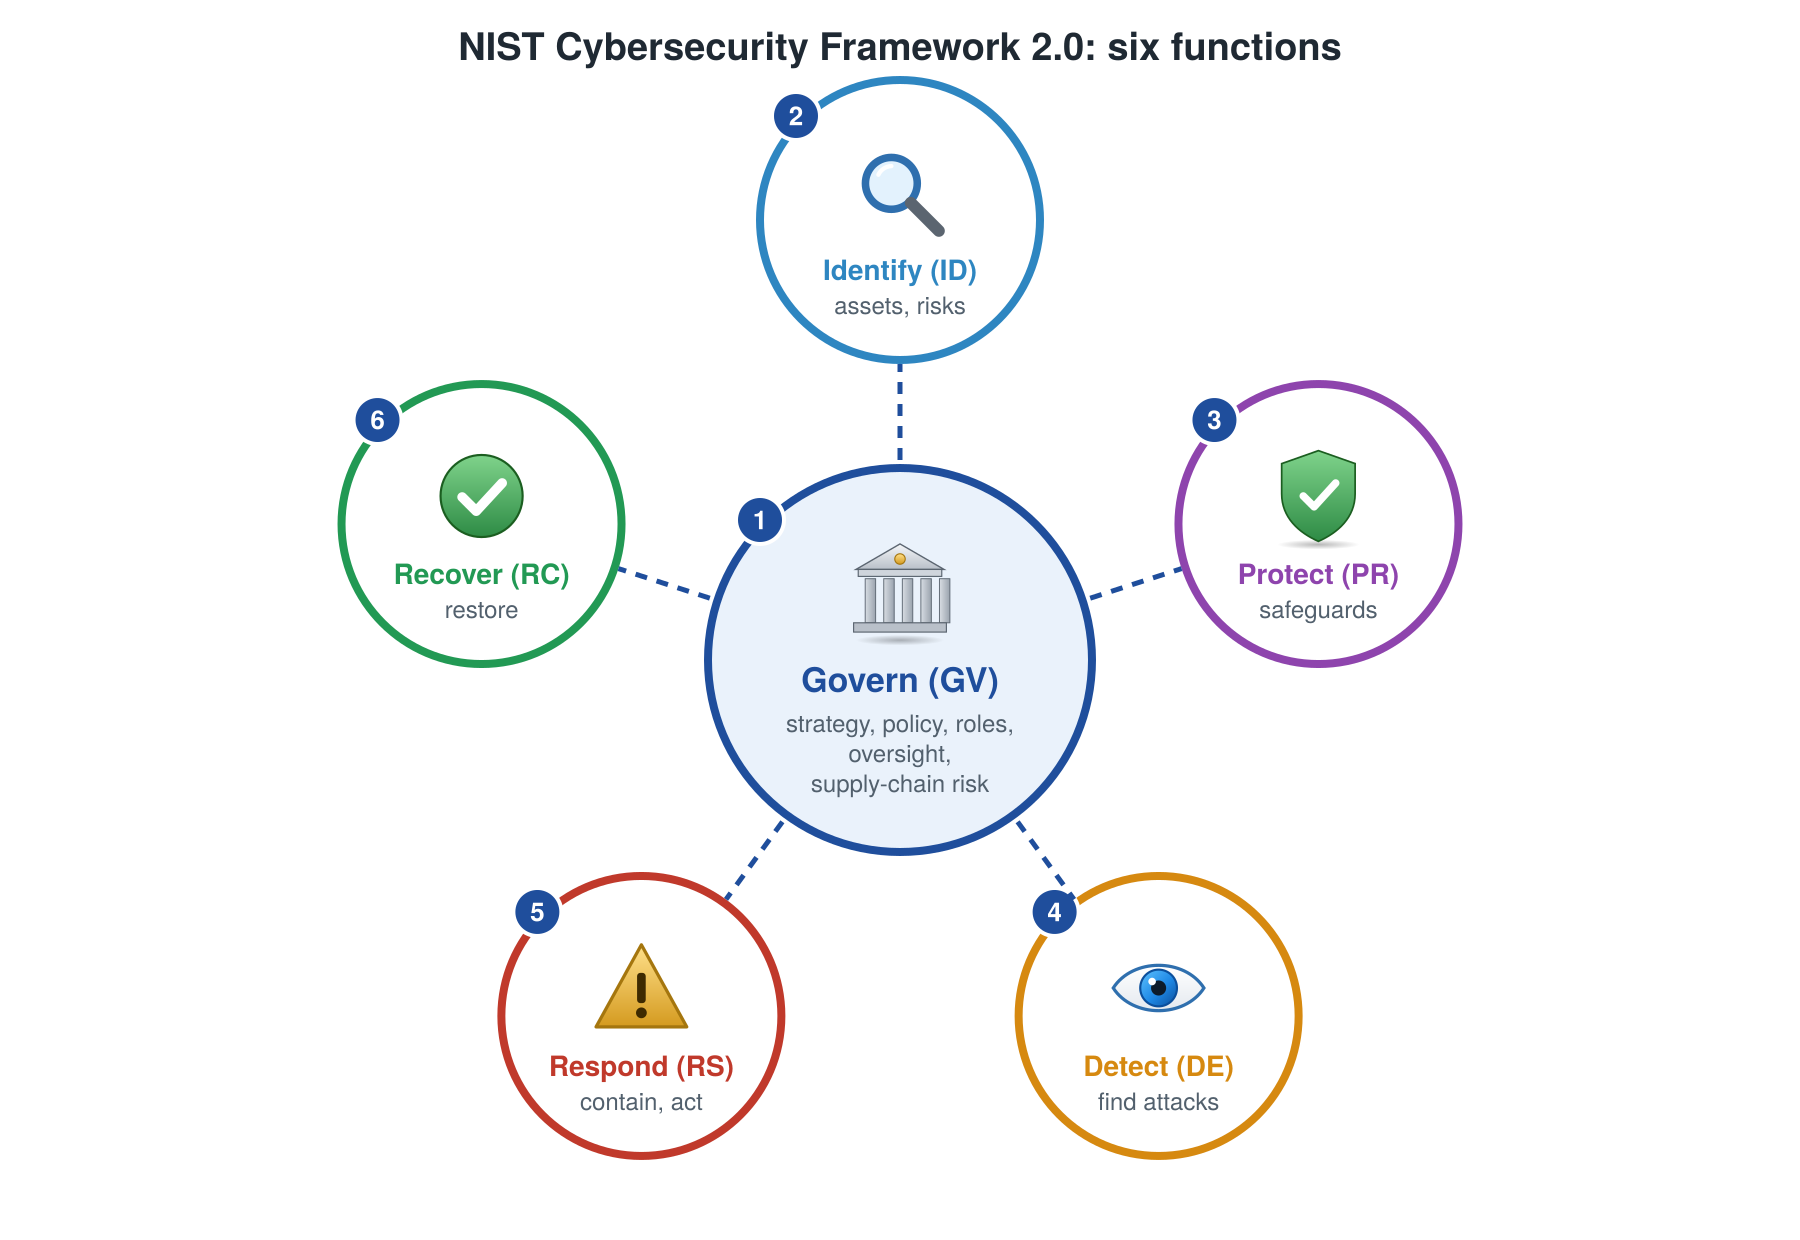 NIST Cybersecurity Framework 2.0: six functions
1
Govern (GV)
strategy, policy, roles,
oversight,
supply-chain risk
2
Identify (ID)
assets, risks
3
Protect (PR)
safeguards
4
Detect (DE)
find attacks
5
Respond (RS)
contain, act
6
Recover (RC)
restore